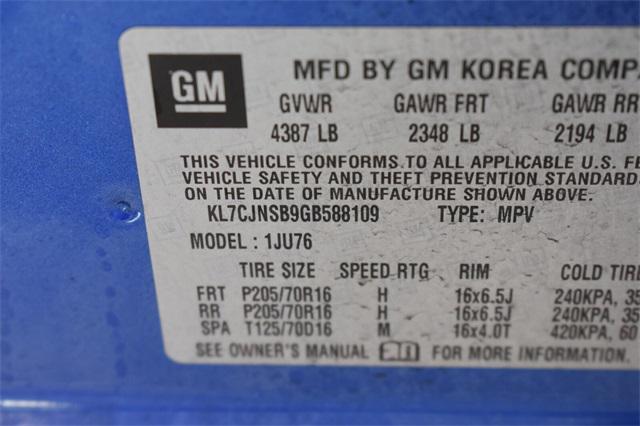 GM
MFD BY GM KOREA COMP
GVWR GAWR FRT GAWR RR
4387 LB 2348 LB 2194 LB
THIS VEHICLE CONFORMS TO ALL APPLICABLE U.S. FE
VEHICLE SAFETY AND THEFT PREVENTION STANDARD
ON THE DATE OF MANUFACTURE SHOWN ABOVE.
KL7CJNSB9GB588109 TYPE: MPV
MODEL : 1JU76
TIRE SIZE SPEED RTG RIM COLD TIRE
FRT P205/70R16 H 16x6.5J 240KPA, 35
RR P205/70R16 H 16x6.5J 240KPA, 35
SPA T125/70D16 M 16x4.0T 420KPA, 60
SEE OWNER'S MANUAL FOR MORE INFORMATION.